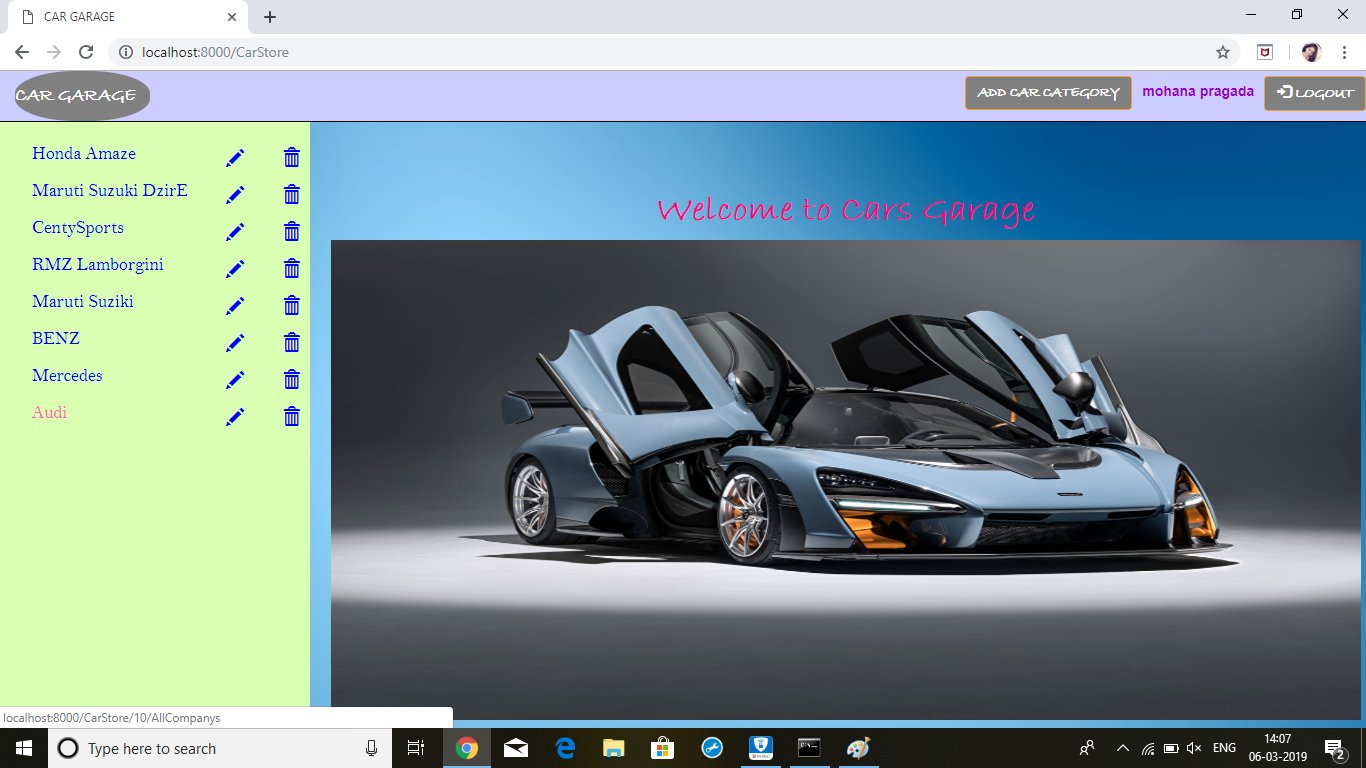 CAR GARAGE
localhost:8000/CarStore
CAR GARAGE
ADD CAR CATEGORY
mohana pragada
LOGOUT
Honda Amaze
Maruti Suzuki DzirE
CentySports
RMZ Lamborgini
Maruti Suziki
BENZ
Mercedes
Audi
Welcome to Cars Garage
localhost:8000/CarStore/10/AllCompanys
Type here to search
ENG
14:07
06-03-2019
2